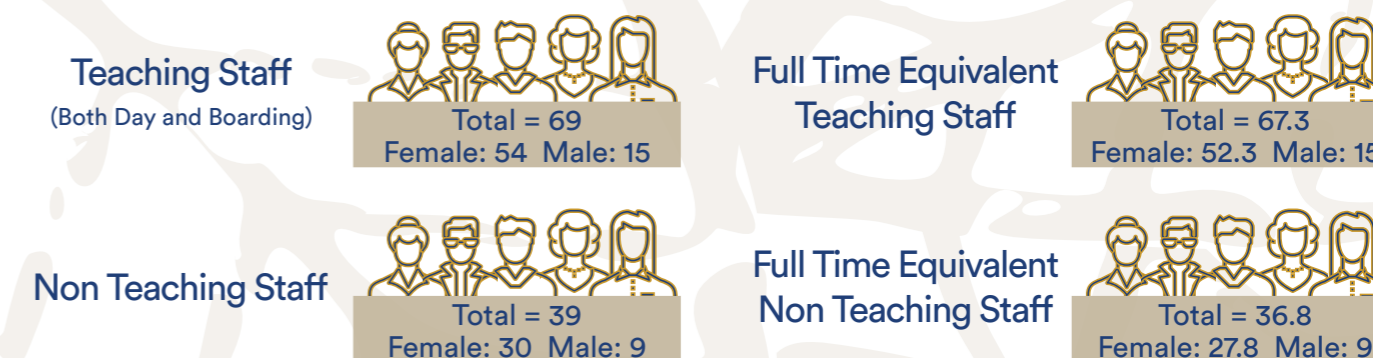 Teaching Staff
(Both Day and Boarding)
Total = 69
Female: 54 Male: 15
Full Time Equivalent
Teaching Staff
Total = 67.3
Female: 52.3 Male: 15
Non Teaching Staff
Total = 39
Female: 30 Male: 9
Full Time Equivalent
Non Teaching Staff
Total = 36.8
Female: 27.8 Male: 9